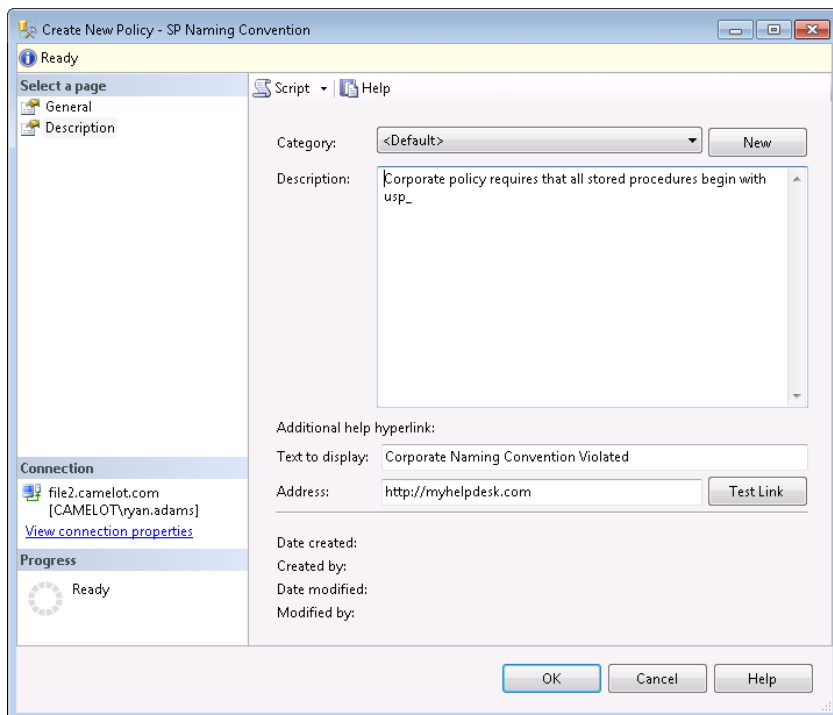 Create New Policy - SP Naming Convention
Ready
Select a page
General
Description
Script Help
Category: <Default> New
Description: Corporate policy requires that all stored procedures begin with
usp_
Additional help hyperlink:
Text to display: Corporate Naming Convention Violated
Address: http://myhelpdesk.com Test Link
Connection
file2.camelot.com
[CAMELOT\ryan.adams]
View connection properties
Progress
Ready
Date created:
Created by:
Date modified:
Modified by:
OK Cancel Help